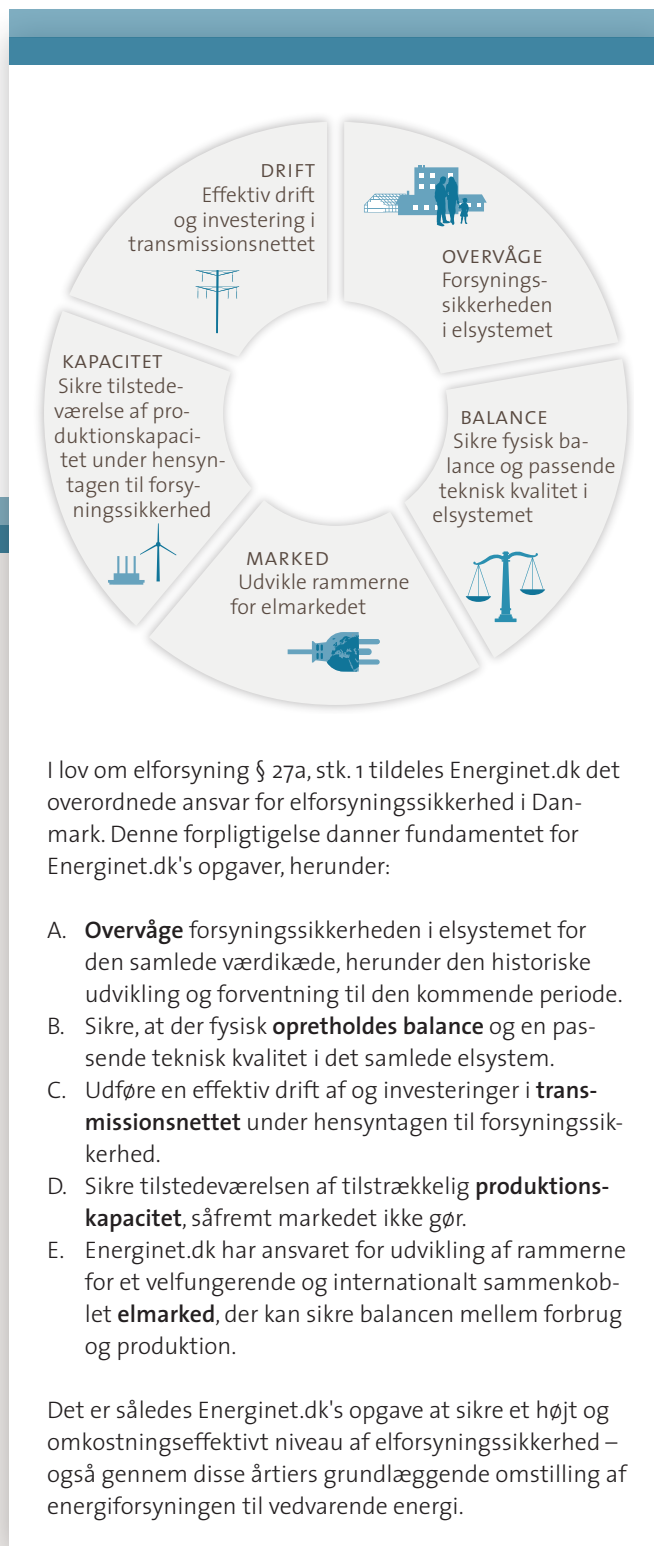 DRIFT
Effektiv drift
og investering i
transmissionsnettet
OVERVÅGE
Forsynings-
sikkerheden
i elsystemet
KAPACITET
Sikre tilstede-
værelse af pro-
duktionskapaci-
tet under hensyn-
tagen til forsy-
ningssikkerhed
BALANCE
Sikre fysisk ba-
lance og passende
teknisk kvalitet i
elsystemet
MARKED
Udvikle rammerne
for elmarkedet
I lov om elforsyning § 27a, stk. 1 tildeles Energinet.dk det
overordnede ansvar for elforsyningssikkerhed i Dan-
mark. Denne forpligtigelse danner fundamentet for
Energinet.dk's opgaver, herunder:
A. Overvåge forsyningssikkerheden i elsystemet for
den samlede værdikæde, herunder den historiske
udvikling og forventning til den kommende periode.
B. Sikre, at der fysisk opretholdes balance og en pas-
sende teknisk kvalitet i det samlede elsystem.
C. Udføre en effektiv drift af og investeringer i trans-
missionsnettet under hensyntagen til forsyningssik-
kerhed.
D. Sikre tilstedeværelsen af tilstrækkelig produktions-
kapacitet, såfremt markedet ikke gør.
E. Energinet.dk har ansvaret for udvikling af rammerne
for et velfungerende og internationalt sammenkob-
let elmarked, der kan sikre balancen mellem forbrug
og produktion.
Det er således Energinet.dk's opgave at sikre et højt og
omkostningseffektivt niveau af elforsyningssikkerhed –
også gennem disse årtiers grundlæggende omstilling af
energiforsyningen til vedvarende energi.